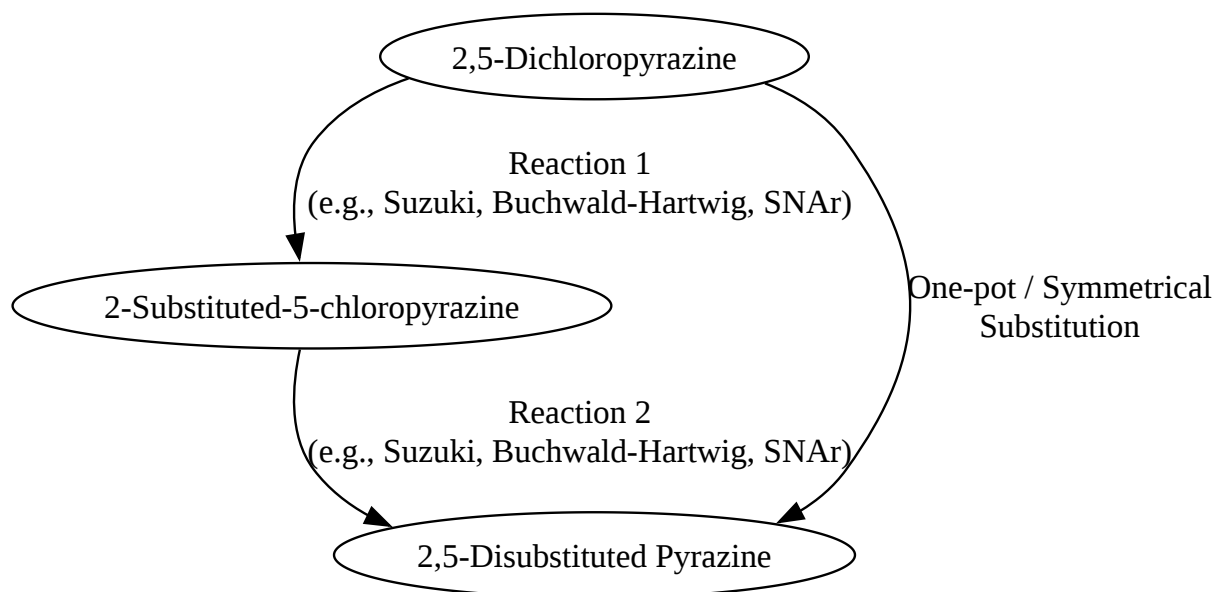 2,5-Dichloropyrazine
Reaction 1
(e.g., Suzuki, Buchwald-Hartwig, SNAr)
One-pot / Symmetrical
Substitution
2-Substituted-5-chloropyrazine
Reaction 2
(e.g., Suzuki, Buchwald-Hartwig, SNAr)
2,5-Disubstituted Pyrazine